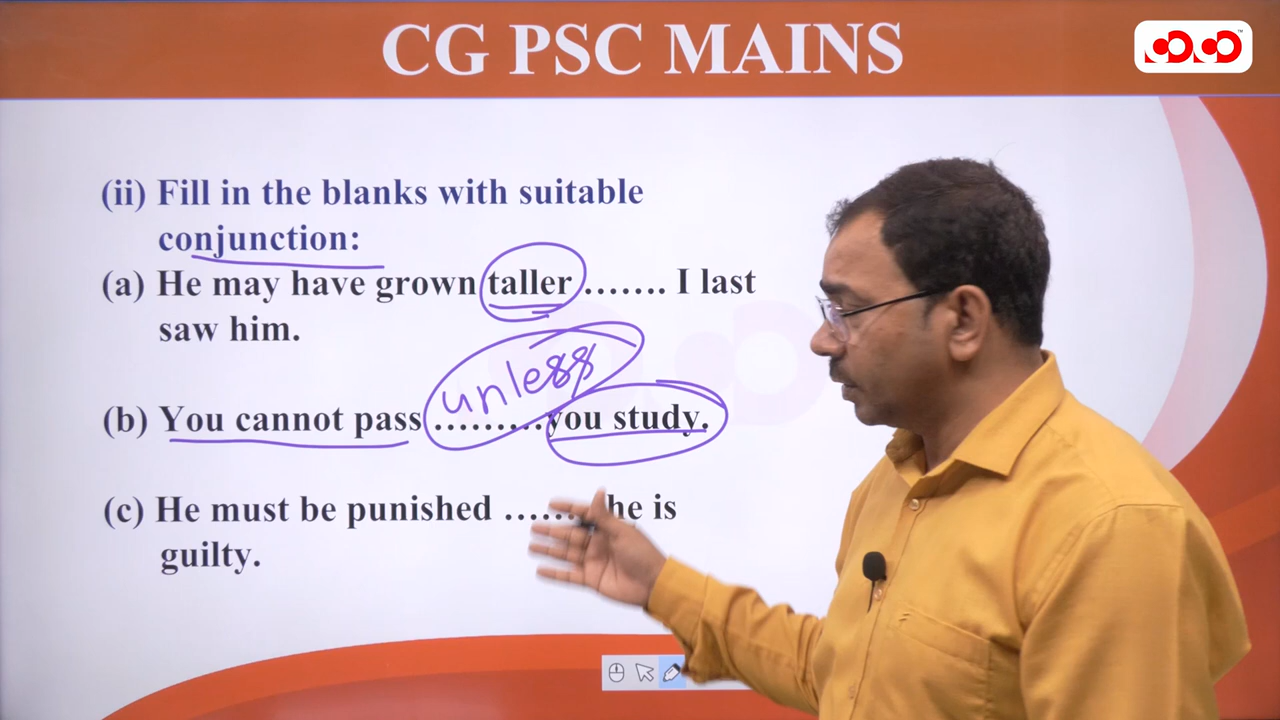 CG PSC MAINS
(ii) Fill in the blanks with suitable
conjunction:
(a) He may have grown taller ....... I last
saw him.
unless
(b) You cannot pass ......... you study.
(c) He must be punished ...... he is
guilty.